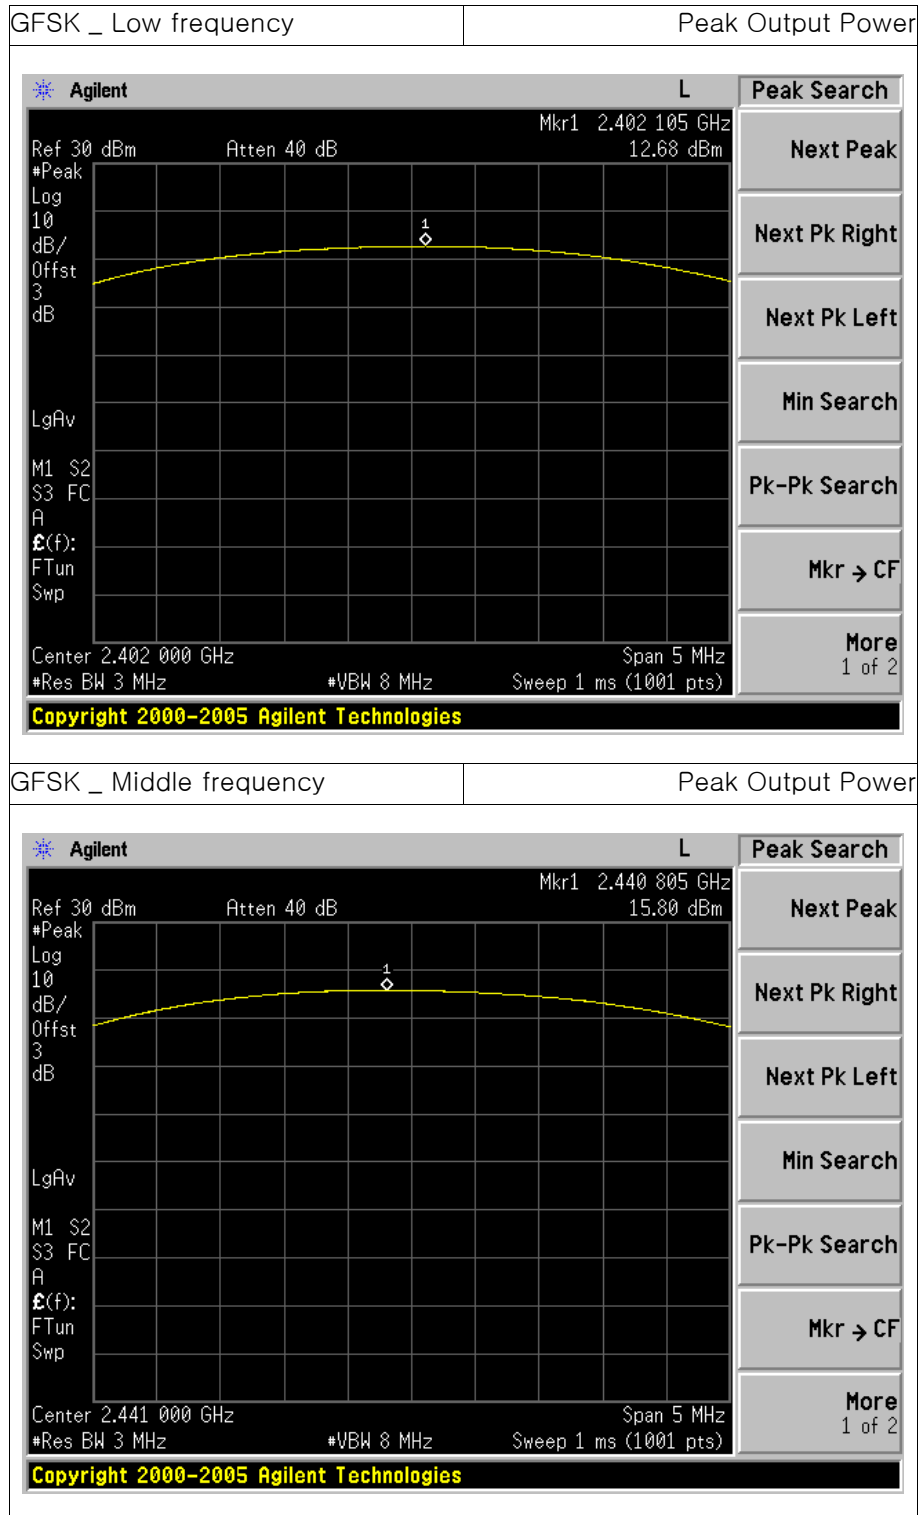 GFSK _ Low frequency Peak Output Power
Agilent L Peak Search
Mkr1 2.402 105 GHz
Ref 30 dBm Atten 40 dB 12.68 dBm
#Peak
Log
10
dB/
Offst
3
dB
1
LgAv
M1 S2
S3 FC
A
£(f):
FTun
Swp
Center 2.402 000 GHz Span 5 MHz
#Res BW 3 MHz #VBW 8 MHz Sweep 1 ms (1001 pts)
Copyright 2000-2005 Agilent Technologies
Next Peak
Next Pk Right
Next Pk Left
Min Search
Pk-Pk Search
Mkr → CF
More
1 of 2
GFSK _ Middle frequency Peak Output Power
Agilent L Peak Search
Mkr1 2.440 805 GHz
Ref 30 dBm Atten 40 dB 15.80 dBm
#Peak
Log
10
dB/
Offst
3
dB
1
LgAv
M1 S2
S3 FC
A
£(f):
FTun
Swp
Center 2.441 000 GHz Span 5 MHz
#Res BW 3 MHz #VBW 8 MHz Sweep 1 ms (1001 pts)
Copyright 2000-2005 Agilent Technologies
Next Peak
Next Pk Right
Next Pk Left
Min Search
Pk-Pk Search
Mkr → CF
More
1 of 2